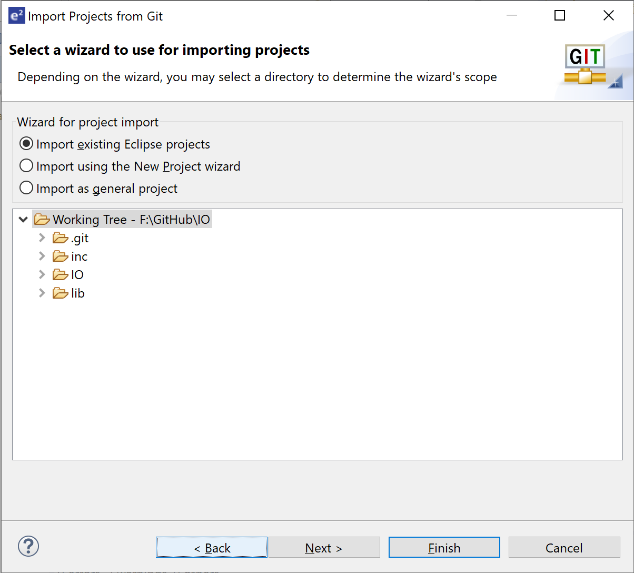 e² Import Projects from Git
Select a wizard to use for importing projects
Depending on the wizard, you may select a directory to determine the wizard's scope
GIT
Wizard for project import
Import existing Eclipse projects
Import using the New Project wizard
Import as general project
Working Tree - F:\GitHub\IO
.git
inc
IO
lib
? < Back Next > Finish Cancel